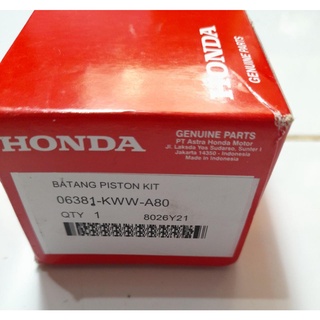 HONDA
GENUINE PARTS
HONDA
GENUINE PARTS
PT Astra Honda Motor
Jl. Laksda Yos Sudarso, Sunter I
Jakarta 14350 - Indonesia
Made in Indonesia
BATANG PISTON KIT
06381-KWW-A80
QTY 1 8026Y21